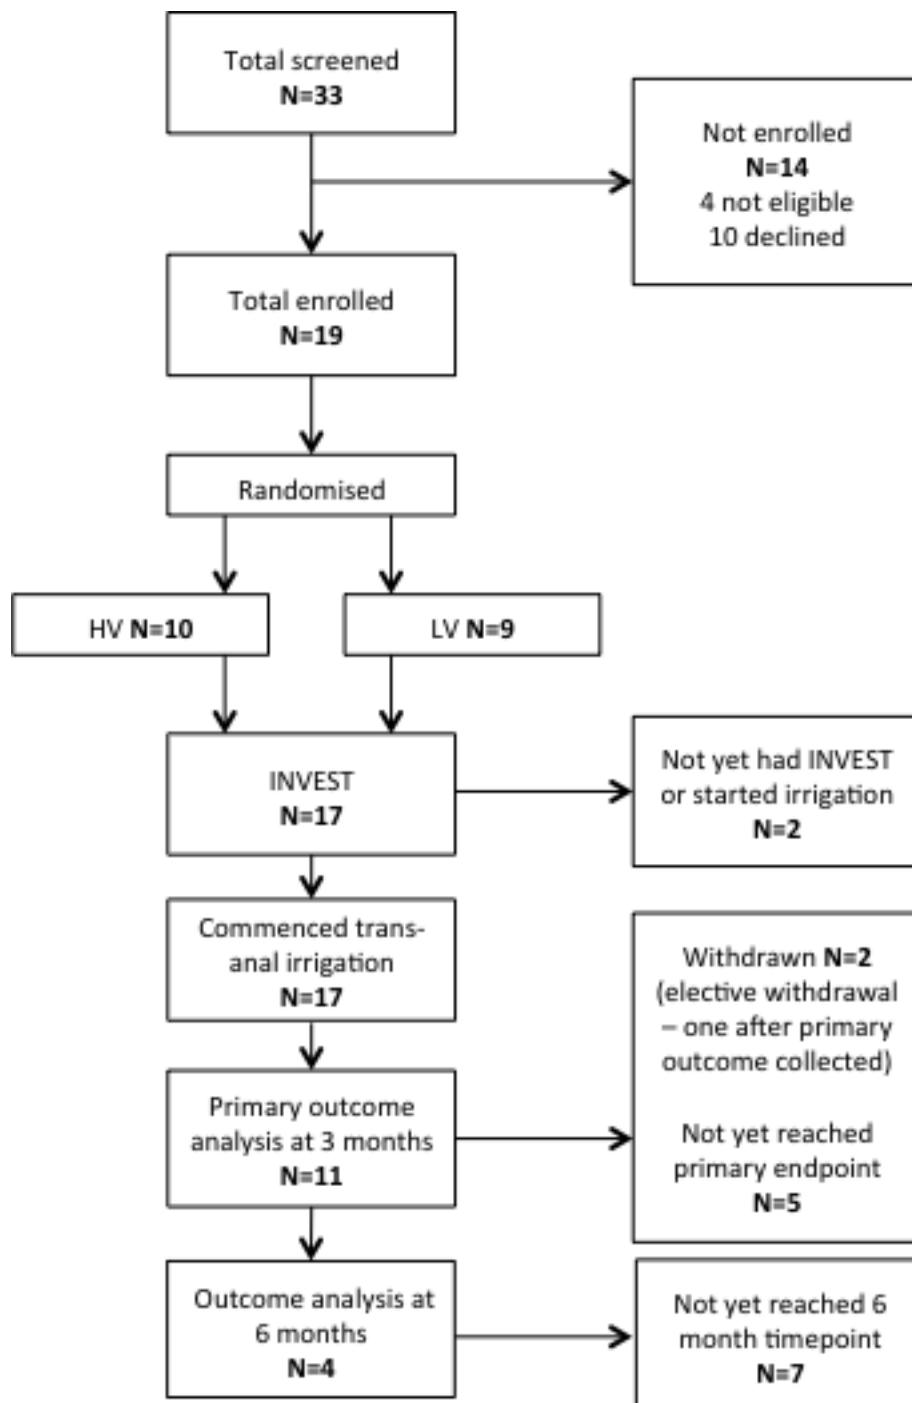 Total screened
N=33
Not enrolled
N=14
4 not eligible
10 declined
Total enrolled
N=19
Randomised
HV N=10
LV N=9
INVEST
N=17
Not yet had INVEST
or started irrigation
N=2
Commenced trans-
anal irrigation
N=17
Withdrawn N=2
(elective withdrawal
– one after primary
outcome collected)
Not yet reached
primary endpoint
N=5
Primary outcome
analysis at 3 months
N=11
Outcome analysis at
6 months
N=4
Not yet reached 6
month timepoint
N=7